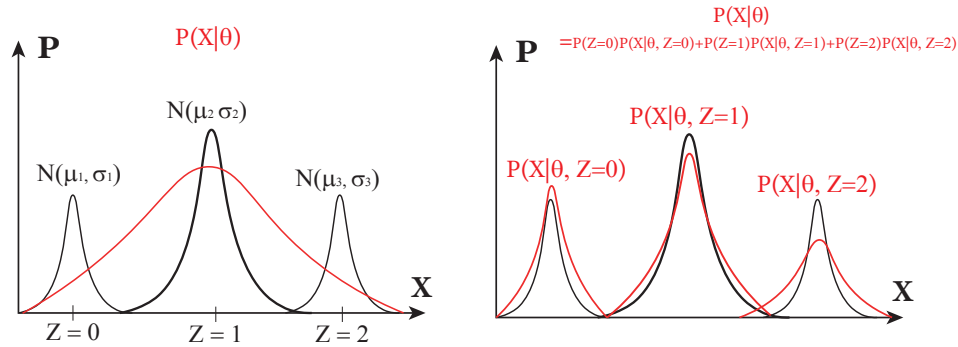 P
P(X|θ)
N(μ₂ σ₂)
N(μ₁, σ₁)
N(μ₃, σ₃)
X
Z = 0
Z = 1
Z = 2
P(X|θ)
=P(Z=0)P(X|θ, Z=0)+P(Z=1)P(X|θ, Z=1)+P(Z=2)P(X|θ, Z=2)
P
P(X|θ, Z=1)
P(X|θ, Z=0)
P(X|θ, Z=2)
X